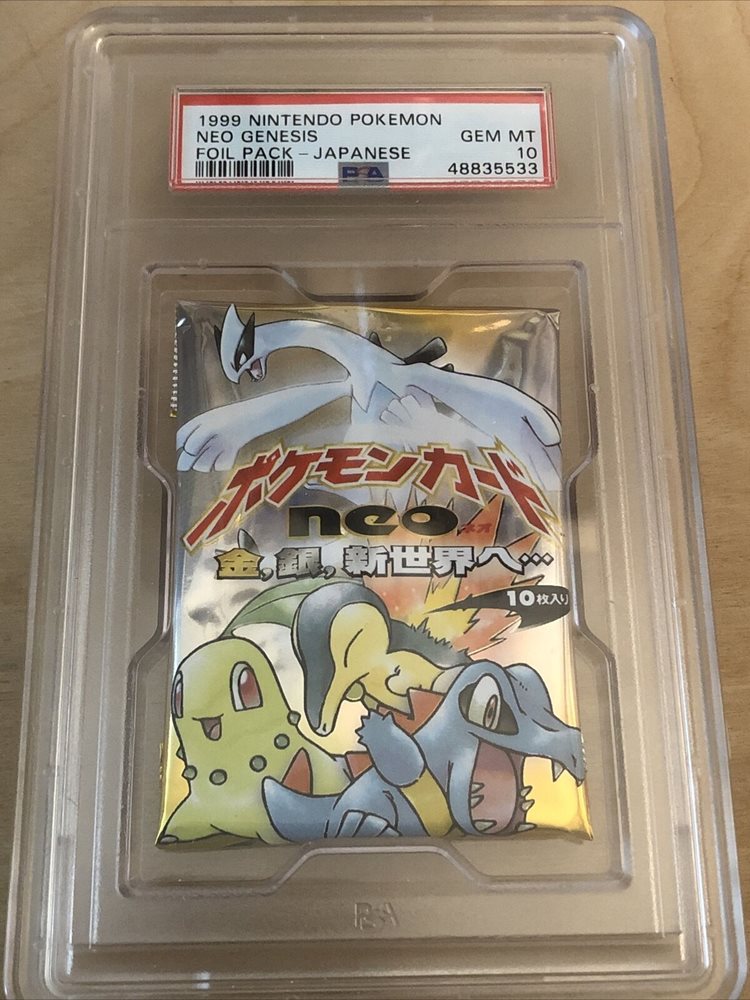 1999 NINTENDO POKEMON
NEO GENESIS GEM MT
FOIL PACK - JAPANESE 10
PSA 48835533
ポケモンカード
neo ネオ
金,銀,新世界へ…
10枚入り
PSA